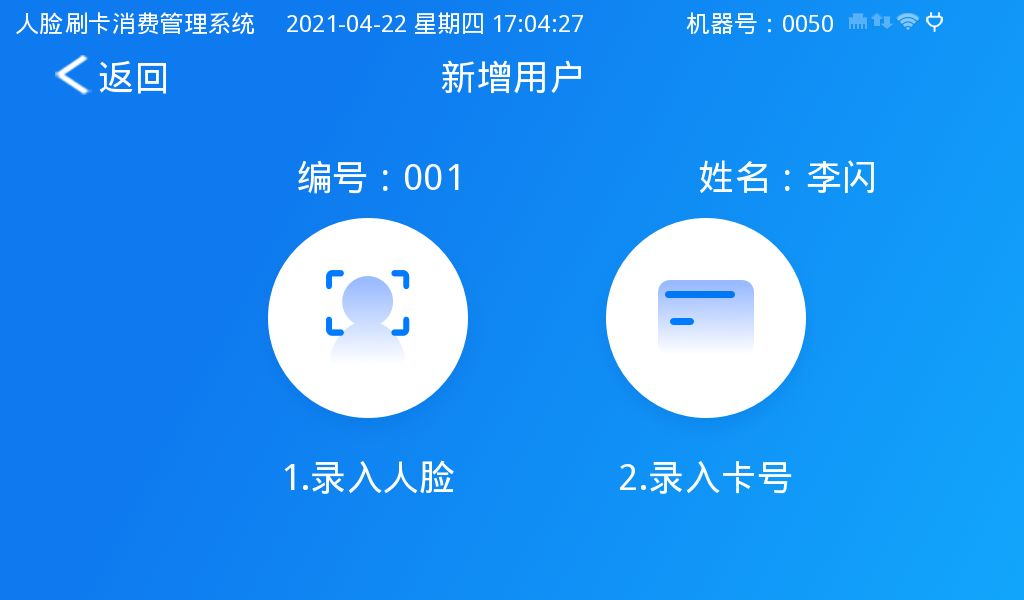 人脸刷卡消费管理系统 2021-04-22 星期四 17:04:27 机器号：0050
返回 新增用户
编号：001 姓名：李闪
1.录入人脸 2.录入卡号